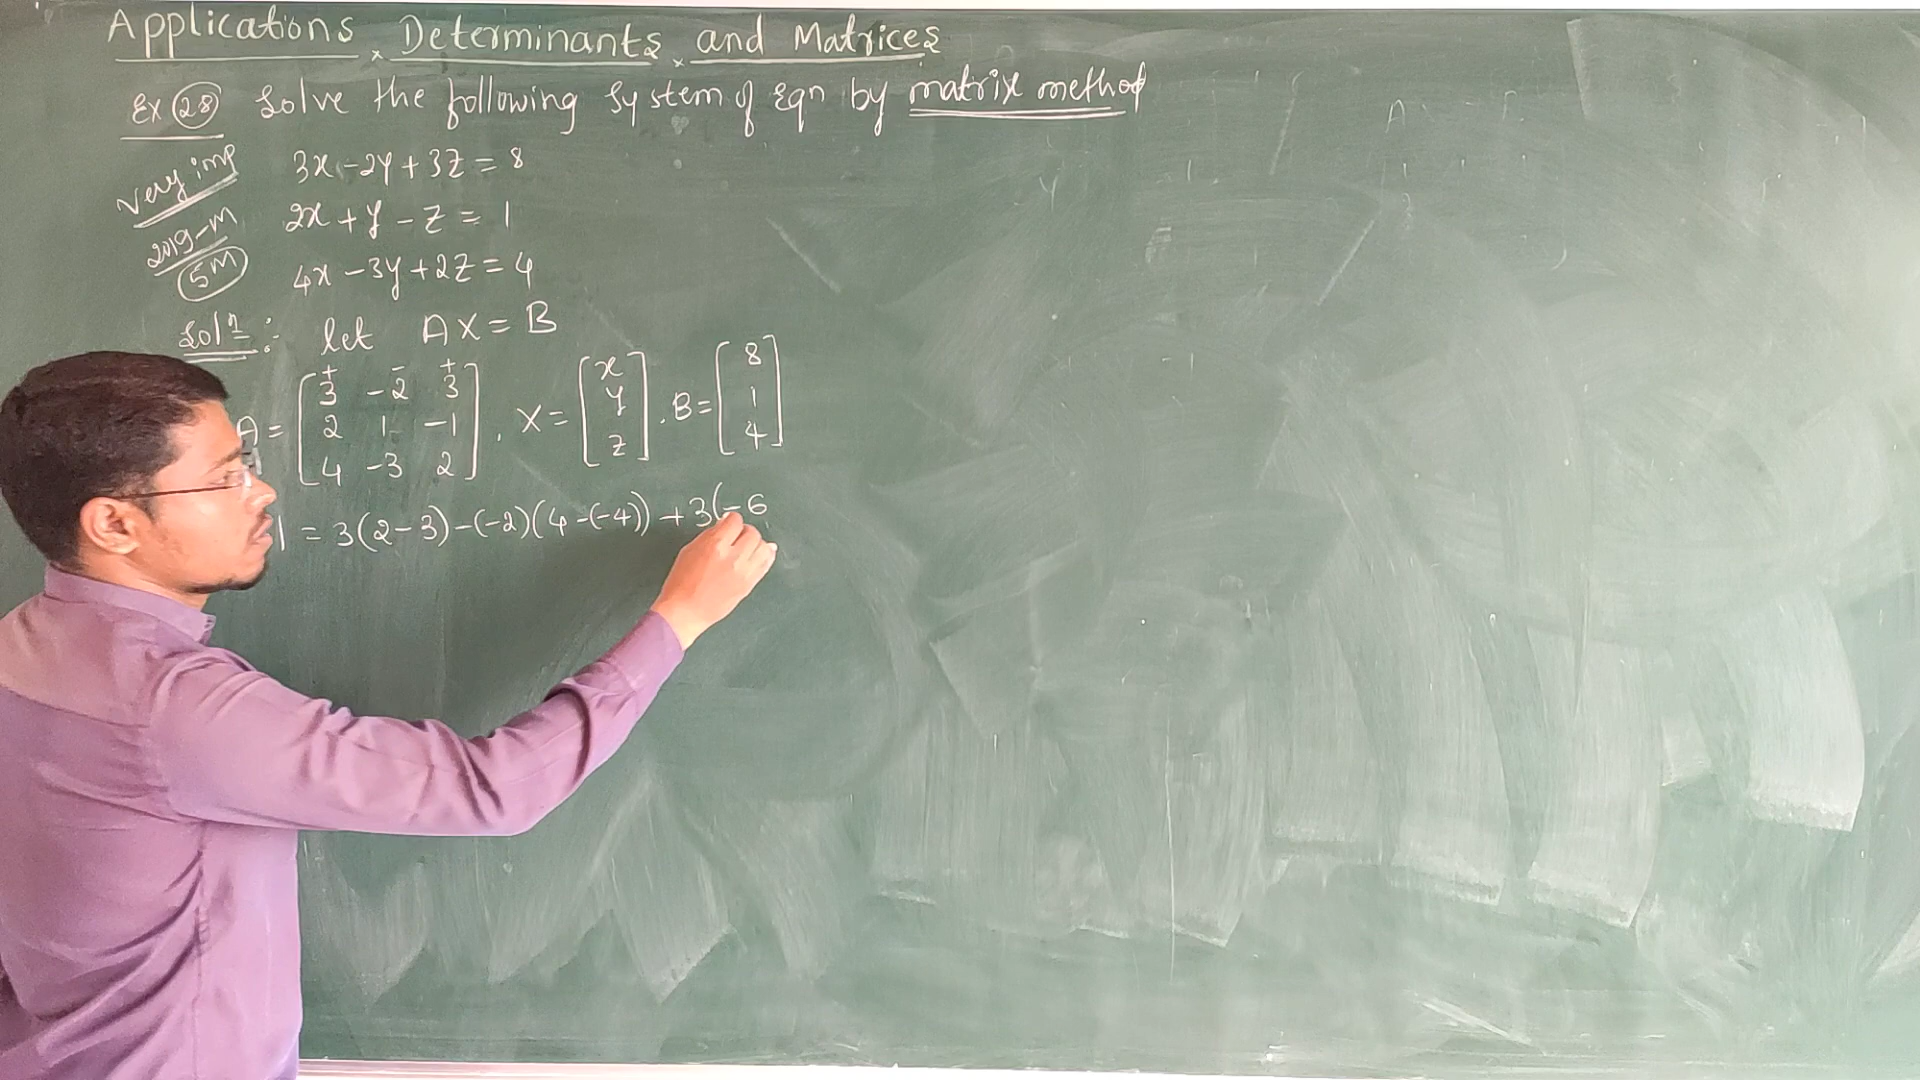 Applications × Determinants × and Matrices
Ex 28 Solve the following System of Eqn by matrix method
Very imp
2019-M
5M
3x - 2y + 3z = 8
2x + y - z = 1
4x - 3y + 2z = 4
Solⁿ :- let AX = B
+ - +
A = [3 -2 3
2 1 -1
4 -3 2] , X = [x
y
z] . B = [8
1
4]
| = 3(2-3)-(-2)(4-(-4)) + 3(-6